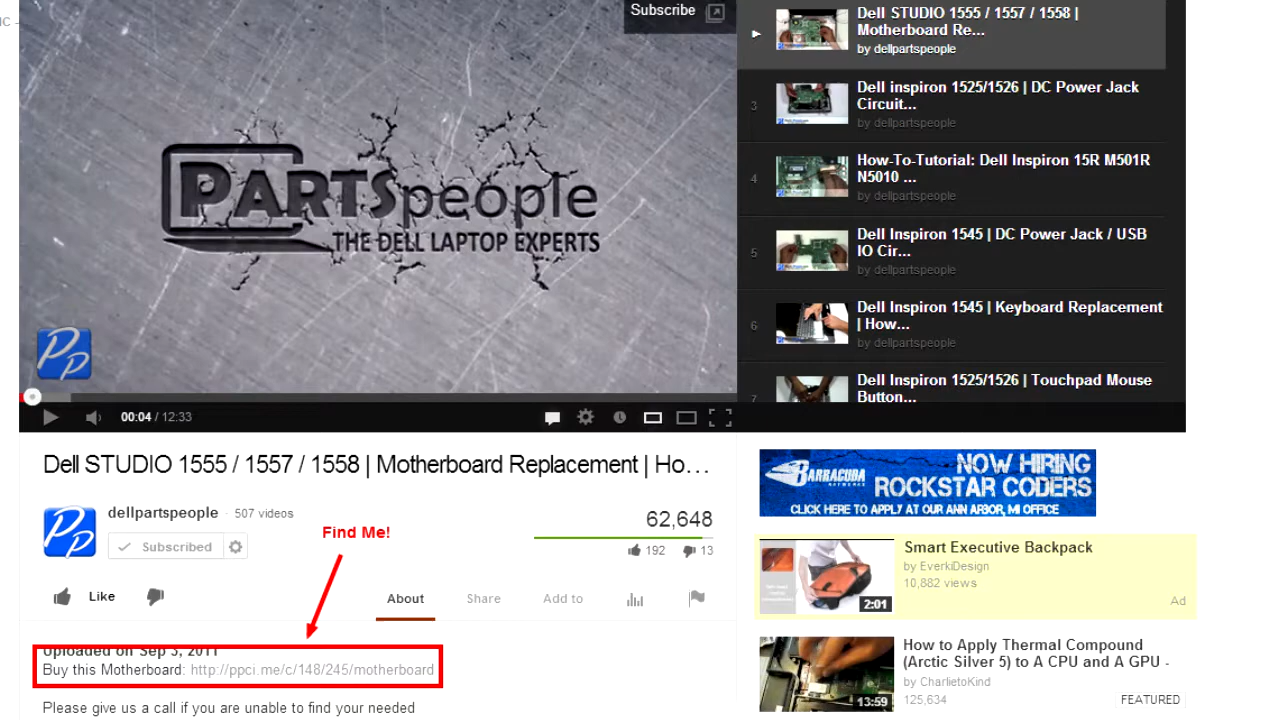 IC -
Subscribe
PARTSpeople
THE DELL LAPTOP EXPERTS
PP
00:04 / 12:33
Dell STUDIO 1555 / 1557 / 1558 |
Motherboard Re...
by dellpartspeople
3
Dell inspiron 1525/1526 | DC Power Jack
Circuit...
by dellpartspeople
4
How-To-Tutorial: Dell Inspiron 15R M501R
N5010 ...
by dellpartspeople
5
Dell Inspiron 1545 | DC Power Jack / USB
IO Cir...
by dellpartspeople
6
Dell Inspiron 1545 | Keyboard Replacement
| How...
by dellpartspeople
7
Dell Inspiron 1525/1526 | Touchpad Mouse
Button...
Dell STUDIO 1555 / 1557 / 1558 | Motherboard Replacement | Ho...
PP
dellpartspeople · 507 videos
Subscribed
Find Me!
62,648
192 13
Like
About Share Add to
Uploaded on Sep 3, 2011
Buy this Motherboard: http://ppci.me/c/148/245/motherboard
Please give us a call if you are unable to find your needed
BARRACUDA
NETWORKS
NOW HIRING
ROCKSTAR CODERS
CLICK HERE TO APPLY AT OUR ANN ARBOR, MI OFFICE
2:01
Smart Executive Backpack
by EverkiDesign
10,882 views
Ad
13:59
How to Apply Thermal Compound
(Arctic Silver 5) to A CPU and A GPU -
by CharlietoKind
125,634
FEATURED